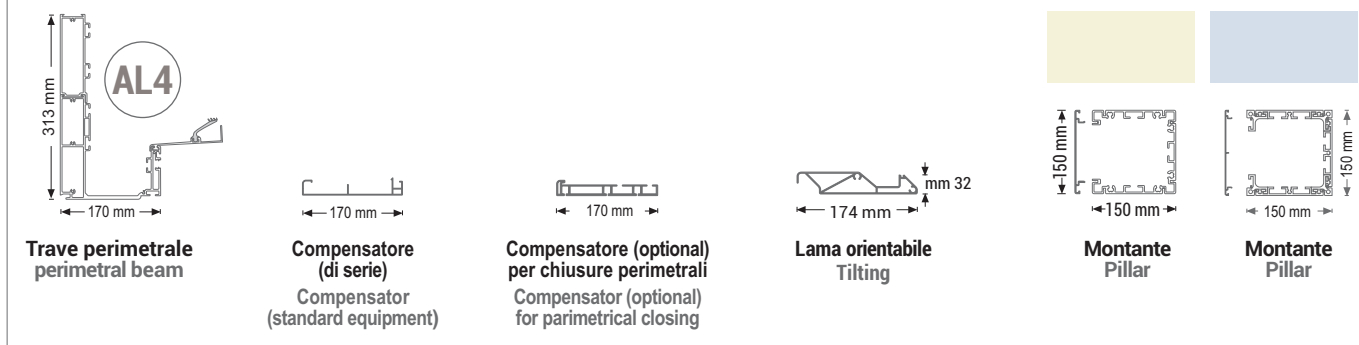 AL4
313 mm
170 mm
Trave perimetrale
perimetral beam
170 mm
Compensatore
(di serie)
Compensator
(standard equipment)
170 mm
Compensatore (optional)
per chiusure perimetrali
Compensator (optional)
for parimetrical closing
mm 32
174 mm
Lama orientabile
Tilting
150 mm
150 mm
Montante
Pillar
150 mm
150 mm
Montante
Pillar